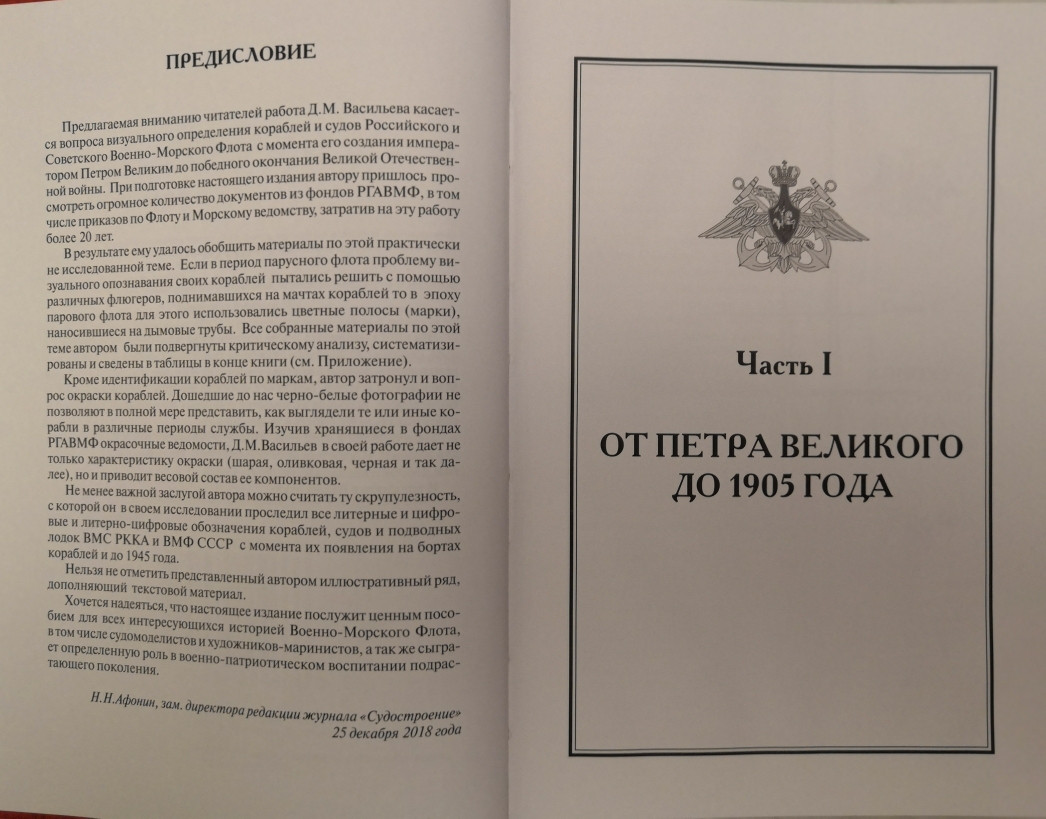 ПРЕДИСЛОВИЕ
Предлагаемая вниманию читателей работа Д.М. Васильева касает-
ся вопроса визуального определения кораблей и судов Российского и
Советского Военно-Морского Флота с момента его создания импера-
тором Петром Великим до победного окончания Великой Отечествен-
ной войны. При подготовке настоящего издания автору пришлось про-
смотреть огромное количество документов из фондов РГАВМФ, в том
числе приказов по Флоту и Морскому ведомству, затратив на эту работу
более 20 лет.
В результате ему удалось обобщить материалы по этой практически
не исследованной теме. Если в период парусного флота проблему ви-
зуального опознавания своих кораблей пытались решить с помощью
различных флюгеров, поднимавшихся на мачтах кораблей то в эпоху
парового флота для этого использовались цветные полосы (марки),
наносившиеся на дымовые трубы. Все собранные материалы по этой
теме автором были подвергнуты критическому анализу, систематизи-
рованы и сведены в таблицы в конце книги (см. Приложение).
Кроме идентификации кораблей по маркам, автор затронул и воп-
рос окраски кораблей. Дошедшие до нас черно-белые фотографии не
позволяют в полной мере представить, как выглядели те или иные ко-
рабли в различные периоды службы. Изучив хранящиеся в фондах
РГАВМФ окрасочные ведомости, Д.М.Васильев в своей работе дает не
только характеристику окраски (шарая, оливковая, черная и так да-
лее), но и приводит весовой состав ее компонентов.
Не менее важной заслугой автора можно считать ту скрупулезность,
с которой он в своем исследовании проследил все литерные и цифро-
вые и литерно-цифровые обозначения кораблей, судов и подводных
лодок ВМС РККА и ВМФ СССР с момента их появления на бортах
кораблей и до 1945 года.
Нельзя не отметить представленный автором иллюстративный ряд,
дополняющий текстовой материал.
Хочется надеяться, что настоящее издание послужит ценным посо-
бием для всех интересующихся историей Военно-Морского Флота,
в том числе судомоделистов и художников-маринистов, а так же сыгра-
ет определенную роль в военно-патриотическом воспитании подрас-
тающего поколения.
Н.Н.Афонин, зам. директора редакции журнала «Судостроение»
25 декабря 2018 года
Часть I
ОТ ПЕТРА ВЕЛИКОГО
ДО 1905 ГОДА